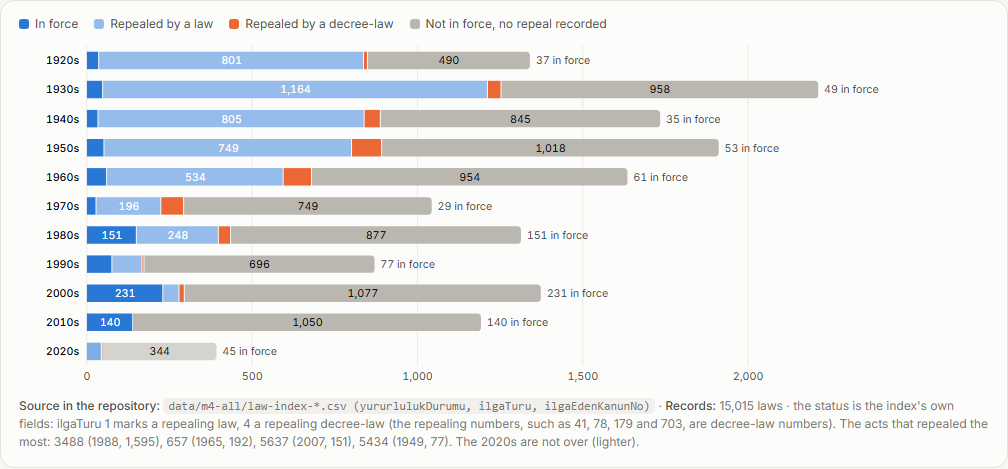 In force Repealed by a law Repealed by a decree-law Not in force, no repeal recorded
1920s 801 490 37 in force
1930s 1,164 958 49 in force
1940s 805 845 35 in force
1950s 749 1,018 53 in force
1960s 534 954 61 in force
1970s 196 749 29 in force
1980s 151 248 877 151 in force
1990s 696 77 in force
2000s 231 1,077 231 in force
2010s 140 1,050 140 in force
2020s 344 45 in force
0 500 1,000 1,500 2,000
Source in the repository: data/m4-all/law-index-*.csv (yururlulukDurumu, ilgaTuru, ilgaEdenKanunNo) · Records: 15,015 laws · the status is the index's own
fields: ilgaTuru 1 marks a repealing law, 4 a repealing decree-law (the repealing numbers, such as 41, 78, 179 and 703, are decree-law numbers). The acts that repealed the
most: 3488 (1988, 1,595), 657 (1965, 192), 5637 (2007, 151), 5434 (1949, 77). The 2020s are not over (lighter).